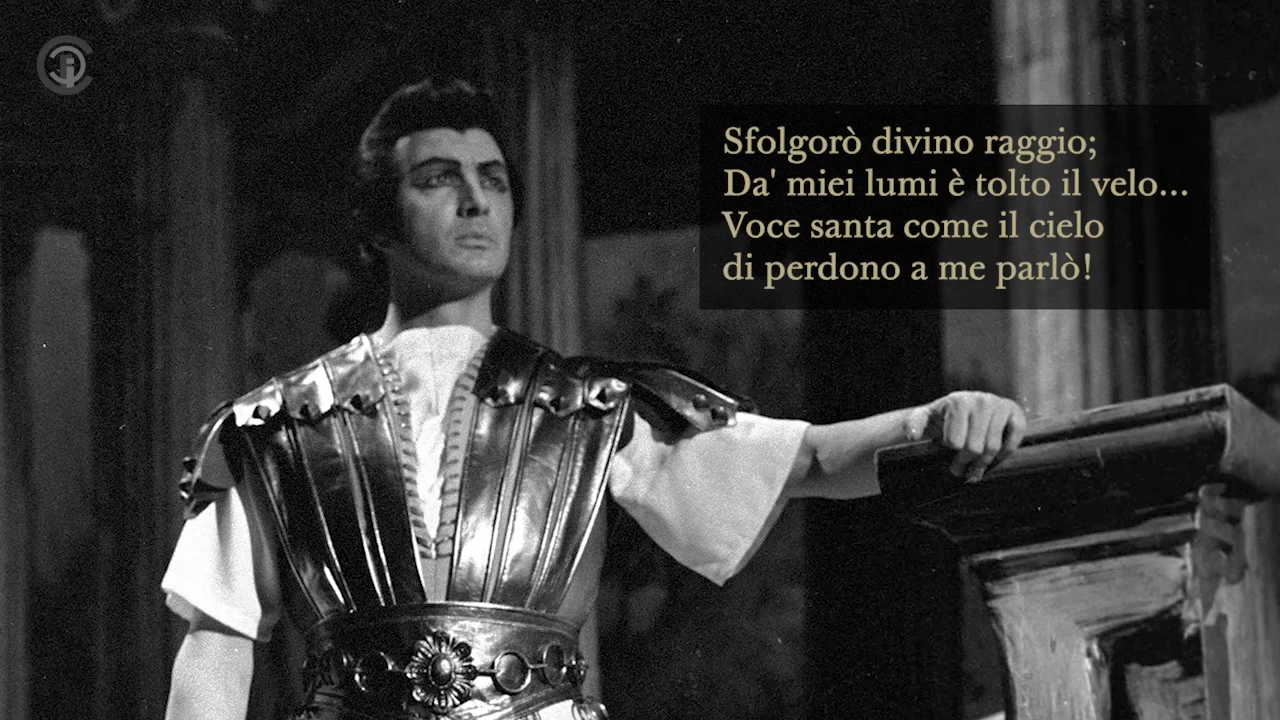 Sfolgorò divino raggio;
Da' miei lumi è tolto il velo...
Voce santa come il cielo
di perdono a me parlò!